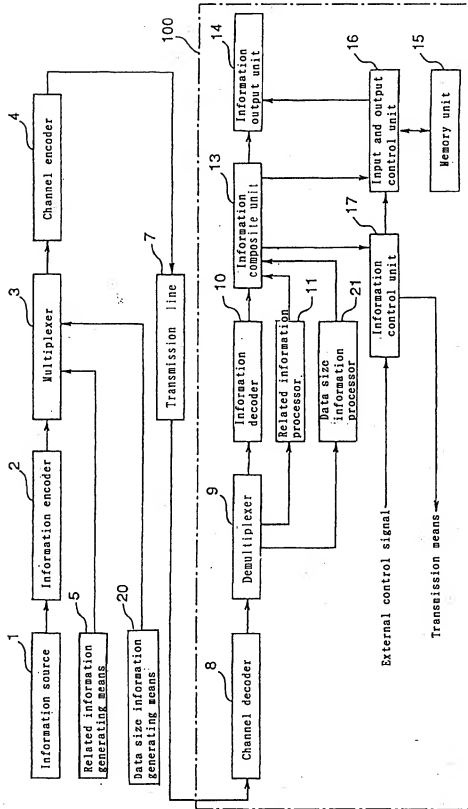 1
Information source
2
Information encoder
3
Multiplexer
4
Channel encoder
5
Related information
generating means
20
Data size information
generating means
7
Transmission line
100
8
Channel decoder
9
Demultiplexer
10
Information
decoder
11
Related information
processor
21
Data size
information
processor
13
Information
composite unit
14
Information
output unit
17
Information
control unit
16
Input and output
control unit
15
Memory unit
External control signal
Transmission means